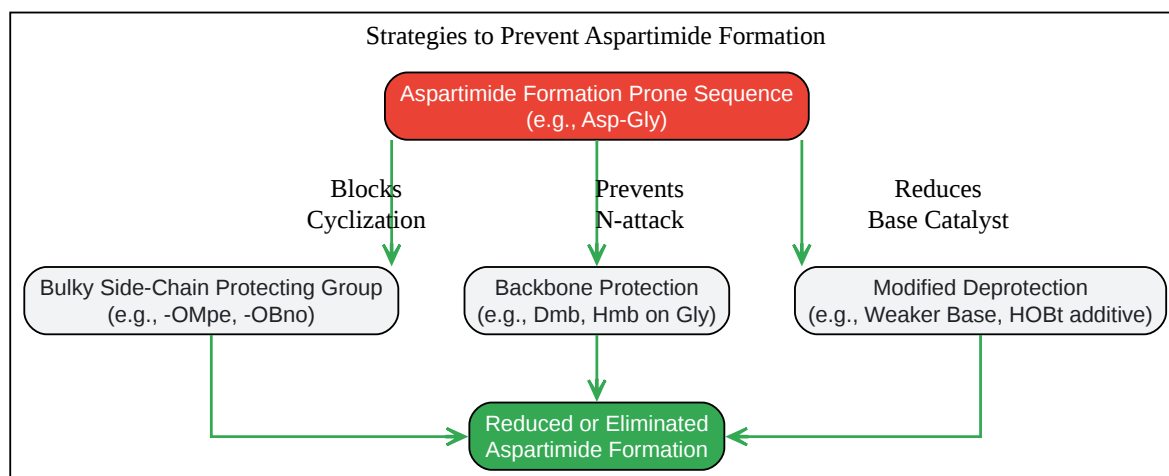 Strategies to Prevent Aspartimide Formation
Aspartimide Formation Prone Sequence
(e.g., Asp-Gly)
Blocks
Cyclization
Prevents
N-attack
Reduces
Base Catalyst
Bulky Side-Chain Protecting Group
(e.g., -OMpe, -OBno)
Backbone Protection
(e.g., Dmb, Hmb on Gly)
Modified Deprotection
(e.g., Weaker Base, HOBt additive)
Reduced or Eliminated
Aspartimide Formation